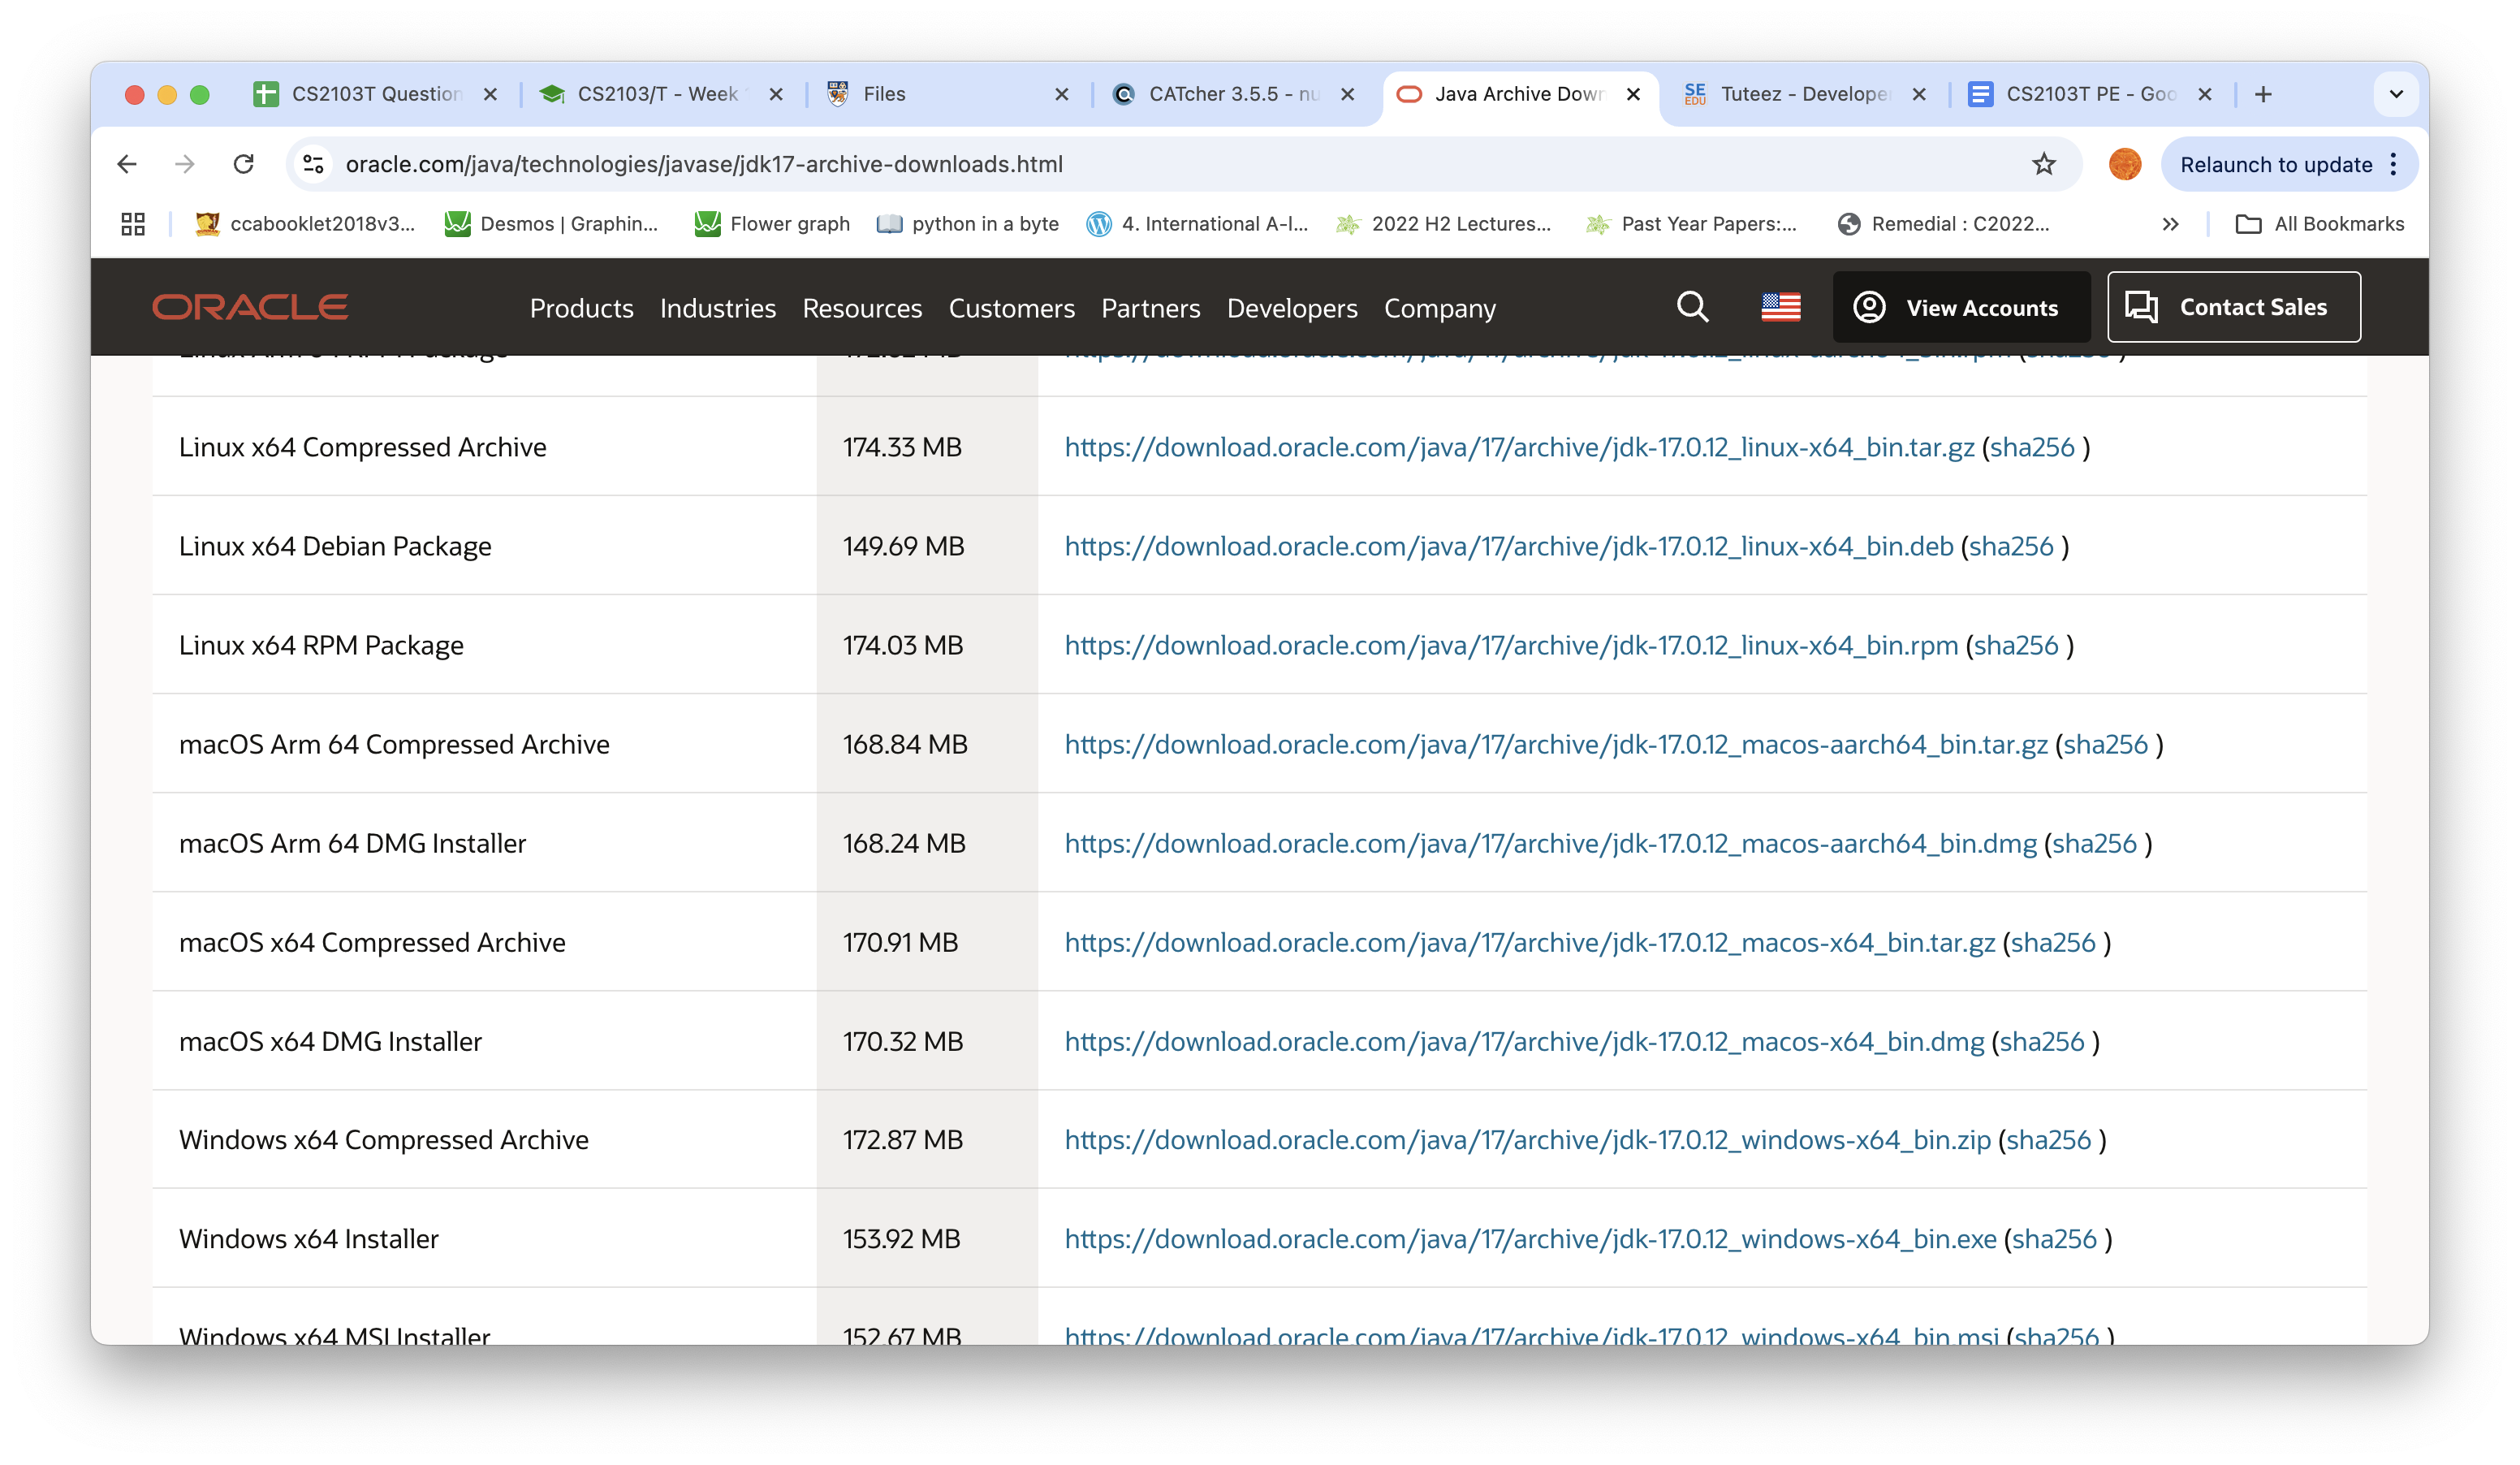 CS2103T Question
CS2103/T - Week
Files
CATcher 3.5.5 - nu
Java Archive Dow
SE EDU Tuteez - Develope
CS2103T PE - Goo
oracle.com/java/technologies/javase/jdk17-archive-downloads.html
Relaunch to update
ccabooklet2018v3...
Desmos | Graphin...
Flower graph
python in a byte
4. International A-l...
2022 H2 Lectures...
Past Year Papers:...
Remedial : C2022...
All Bookmarks
ORACLE
Products Industries Resources Customers Partners Developers Company
View Accounts
Contact Sales
Linux x64 Compressed Archive 174.33 MB https://download.oracle.com/java/17/archive/jdk-17.0.12_linux-x64_bin.tar.gz (sha256 )
Linux x64 Debian Package 149.69 MB https://download.oracle.com/java/17/archive/jdk-17.0.12_linux-x64_bin.deb (sha256 )
Linux x64 RPM Package 174.03 MB https://download.oracle.com/java/17/archive/jdk-17.0.12_linux-x64_bin.rpm (sha256 )
macOS Arm 64 Compressed Archive 168.84 MB https://download.oracle.com/java/17/archive/jdk-17.0.12_macos-aarch64_bin.tar.gz (sha256 )
macOS Arm 64 DMG Installer 168.24 MB https://download.oracle.com/java/17/archive/jdk-17.0.12_macos-aarch64_bin.dmg (sha256 )
macOS x64 Compressed Archive 170.91 MB https://download.oracle.com/java/17/archive/jdk-17.0.12_macos-x64_bin.tar.gz (sha256 )
macOS x64 DMG Installer 170.32 MB https://download.oracle.com/java/17/archive/jdk-17.0.12_macos-x64_bin.dmg (sha256 )
Windows x64 Compressed Archive 172.87 MB https://download.oracle.com/java/17/archive/jdk-17.0.12_windows-x64_bin.zip (sha256 )
Windows x64 Installer 153.92 MB https://download.oracle.com/java/17/archive/jdk-17.0.12_windows-x64_bin.exe (sha256 )
Windows x64 MSI Installer 152.67 MB https://download.oracle.com/java/17/archive/jdk-17.0.12_windows-x64_bin.msi (sha256 )